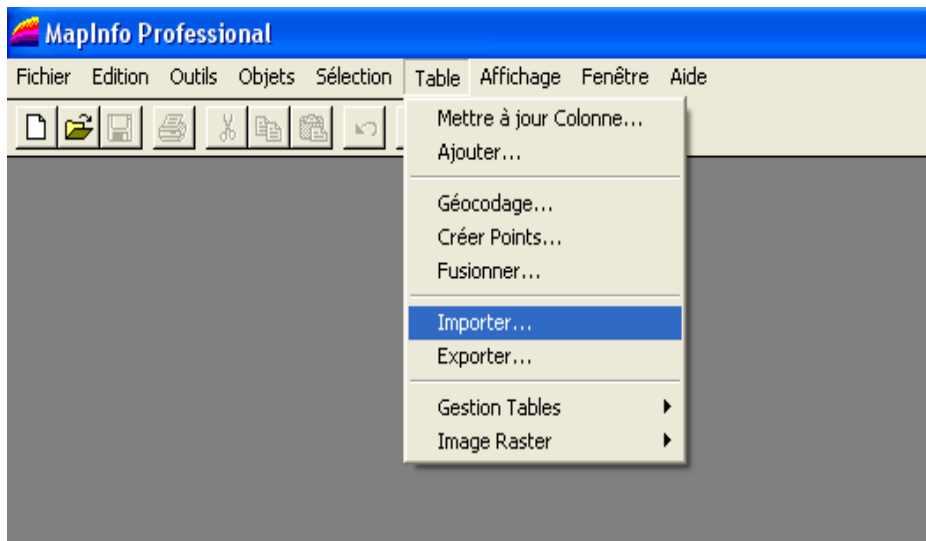 MapInfo Professional
Fichier Edition Outils Objets Sélection Table Affichage Fenêtre Aide
Mettre à jour Colonne...
Ajouter...
Géocodage...
Créer Points...
Fusionner...
Importer...
Exporter...
Gestion Tables
Image Raster